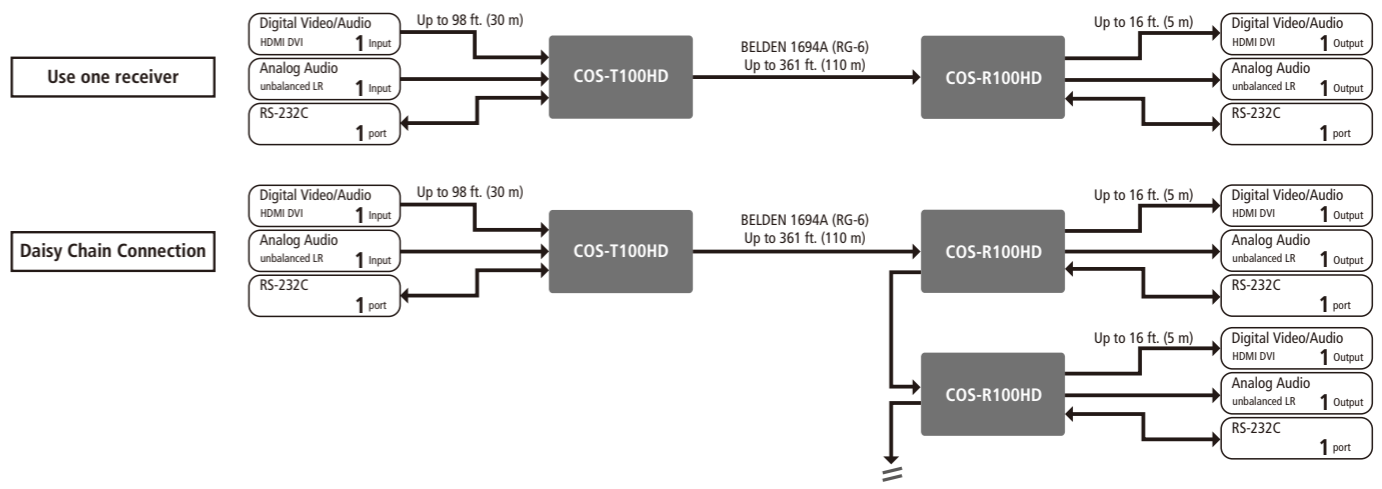 Use one receiver
Digital Video/Audio
HDMI DVI 1 Input
Analog Audio
unbalanced LR 1 Input
RS-232C
1 port
Up to 98 ft. (30 m)
COS-T100HD
BELDEN 1694A (RG-6)
Up to 361 ft. (110 m)
COS-R100HD
Up to 16 ft. (5 m)
Digital Video/Audio
HDMI DVI 1 Output
Analog Audio
unbalanced LR 1 Output
RS-232C
1 port
Daisy Chain Connection
Digital Video/Audio
HDMI DVI 1 Input
Analog Audio
unbalanced LR 1 Input
RS-232C
1 port
Up to 98 ft. (30 m)
COS-T100HD
BELDEN 1694A (RG-6)
Up to 361 ft. (110 m)
COS-R100HD
Up to 16 ft. (5 m)
Digital Video/Audio
HDMI DVI 1 Output
Analog Audio
unbalanced LR 1 Output
RS-232C
1 port
COS-R100HD
Up to 16 ft. (5 m)
Digital Video/Audio
HDMI DVI 1 Output
Analog Audio
unbalanced LR 1 Output
RS-232C
1 port